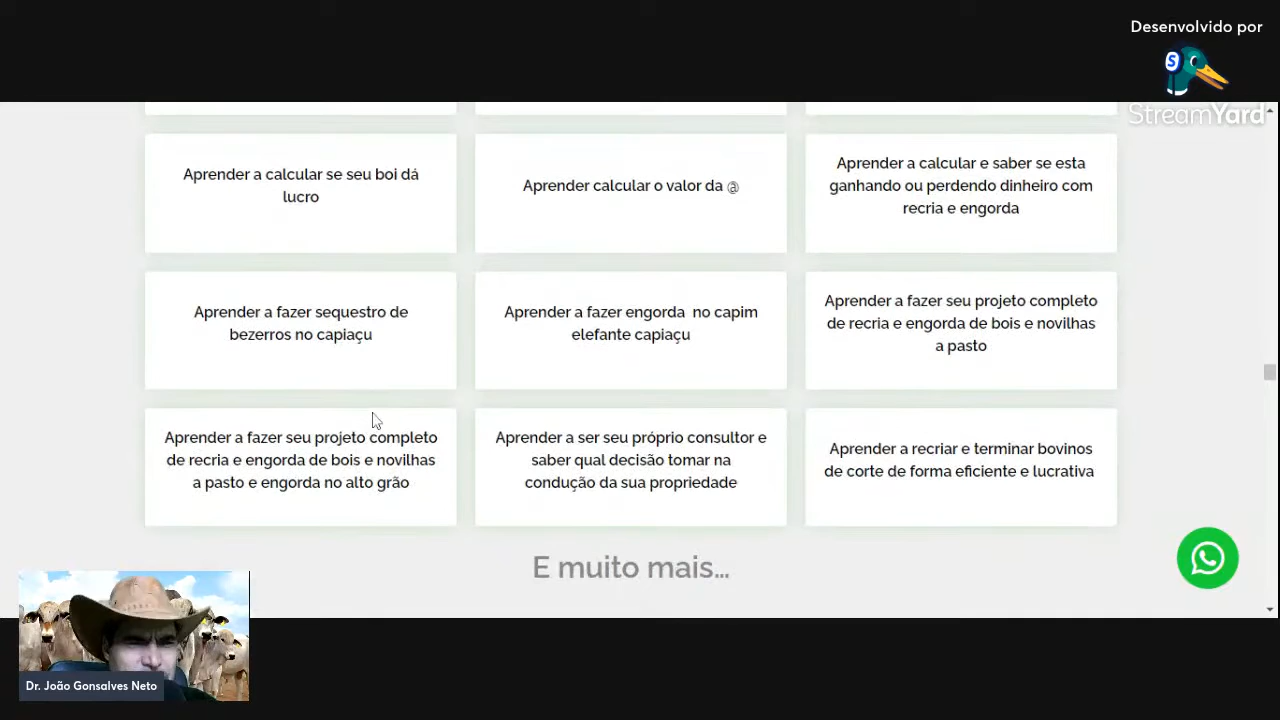 Desenvolvido por
StreamYard
Aprender a calcular se seu boi dá
lucro
Aprender calcular o valor da @
Aprender a calcular e saber se esta
ganhando ou perdendo dinheiro com
recria e engorda
Aprender a fazer sequestro de
bezerros no capiaçu
Aprender a fazer engorda  no capim
elefante capiaçu
Aprender a fazer seu projeto completo
de recria e engorda de bois e novilhas
a pasto
Aprender a fazer seu projeto completo
de recria e engorda de bois e novilhas
a pasto e engorda no alto grão
Aprender a ser seu próprio consultor e
saber qual decisão tomar na
condução da sua propriedade
Aprender a recriar e terminar bovinos
de corte de forma eficiente e lucrativa
E muito mais...
Dr. João Gonsalves Neto